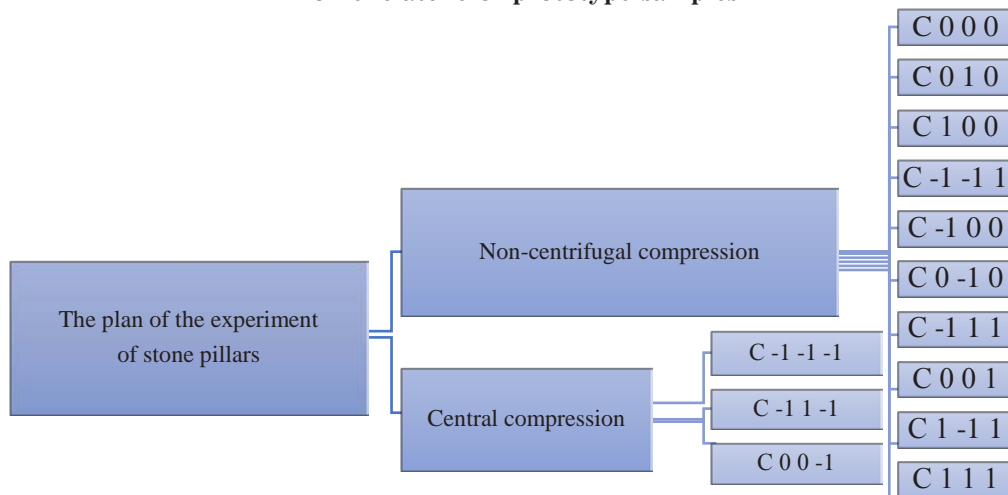 The plan of the experiment
of stone pillars
Non-centrifugal compression
Central compression
C -1 -1 -1
C -1 1 -1
C 0 0 -1
C 0 0 0
C 0 1 0
C 1 0 0
C -1 -1 1
C -1 0 0
C 0 -1 0
C -1 1 1
C 0 0 1
C 1 -1 1
C 1 1 1